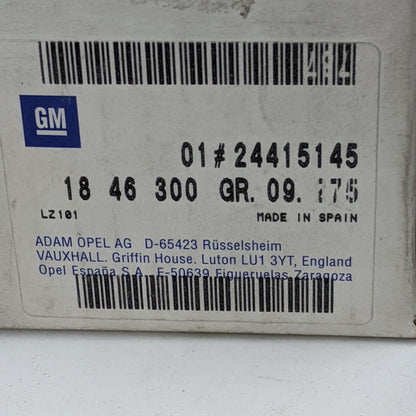 GM
01#24415145
18 46 300 GR. 09.
LZ101 MADE IN SPAIN
ADAM OPEL AG D-65423 Rüsselsheim
VAUXHALL. Griffin House. Luton LU1 3YT, England
Opel España S.A. E-50639 Figueruelas Zaragoza